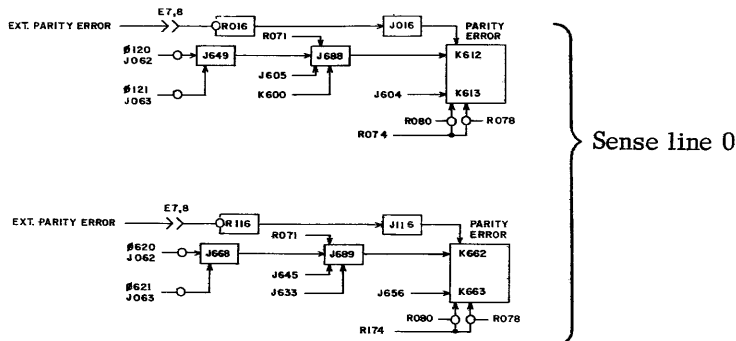 E7,8
EXT. PARITY ERROR
R016
J016
R071
PARITY ERROR
Ø120
J062
J649
J688
K612
Ø121
J063
J605
K600
J604
K613
R080
R078
R074
Sense line 0
E7,8
EXT. PARITY ERROR
R116
J116
R071
PARITY ERROR
Ø620
J062
J668
J689
K662
Ø621
J063
J645
J633
J656
K663
R080
R078
R174